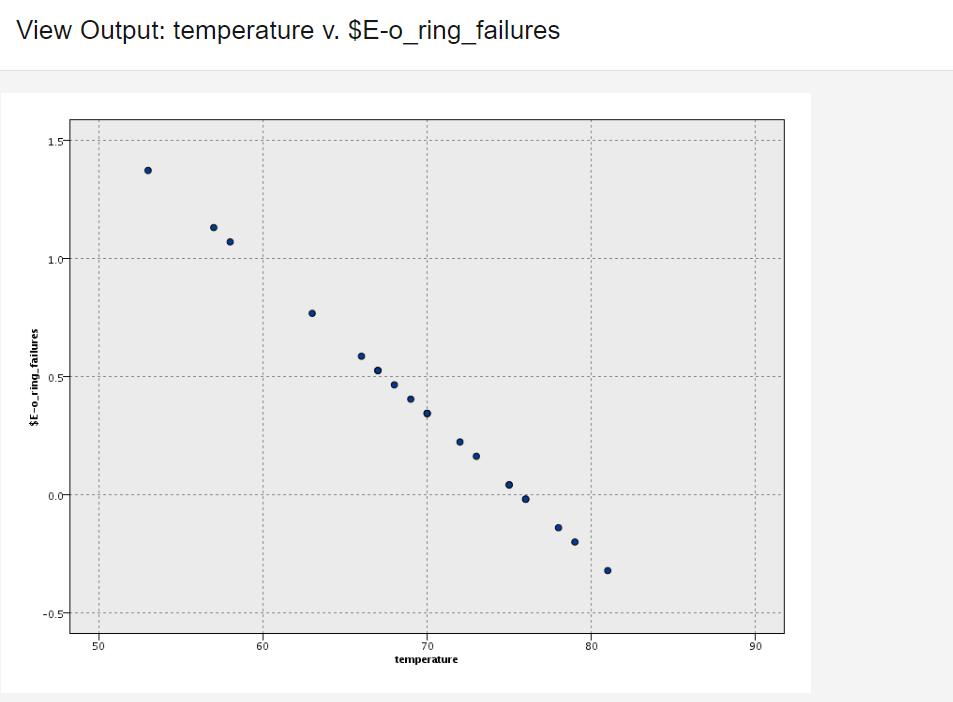 View Output: temperature v. $E-o_ring_failures
1.5
1.0
0.5
0.0
-0.5
$E-o_ring_failures
50 60 70 80 90
temperature